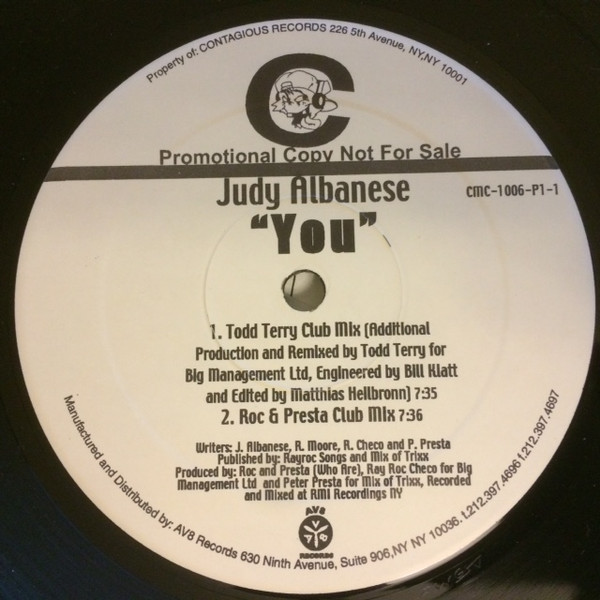 Property of: CONTAGIOUS RECORDS 226 5th Avenue, NY,NY 10001
C
Promotional Copy Not For Sale
Judy Albanese
CMC-1006-P1-1
“You”
1. Todd Terry Club Mix (Additional
Production and Remixed by Todd Terry for
Big Management Ltd, Engineered by Bill Klatt
and Edited by Matthias Heilbronn) 7:35
2. Roc & Presta Club Mix 7:36
Writers: J. Albanese, R. Moore, R. Checo and P. Presta
Published by: Rayroc Songs and Mix of Trixx
Produced by: Roc and Presta (Who Are), Ray Roc Checo for Big
Management Ltd and Peter Presta for Mix of Trixx, Recorded
and Mixed at RMI Recordings NY
AV8
RECORDS
Manufactured and Distributed by: AV8 Records 630 Ninth Avenue, Suite 906, NY NY 10036. t.212.397.4696 f.212.397.4697